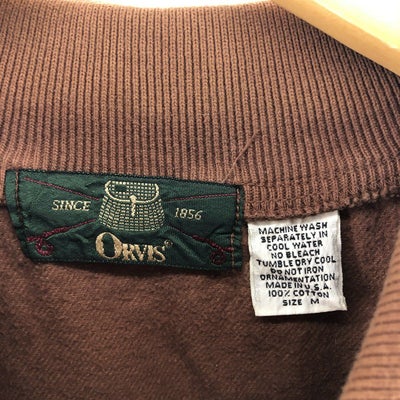 SINCE 1856
ORVIS®
MACHINE WASH
SEPARATELY IN
COOL WATER
NO BLEACH
TUMBLE DRY COOL
DO NOT IRON
ORNAMENTATION
MADE IN U.S.A.
100% COTTON
SIZE M